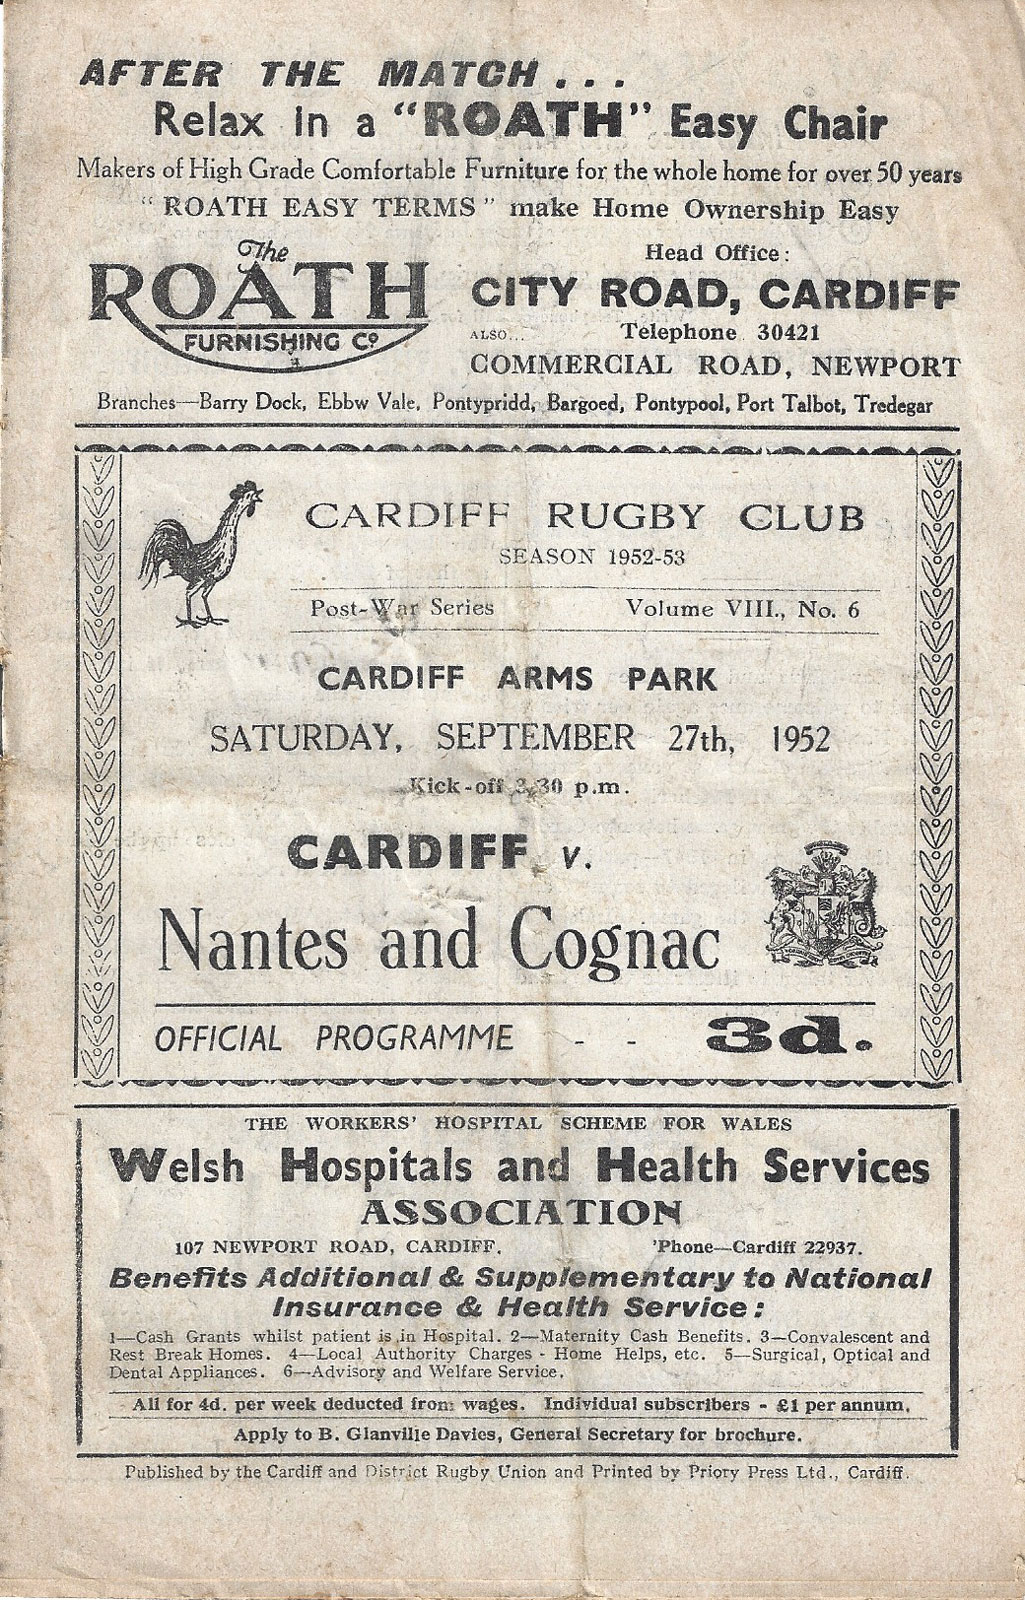 AFTER THE MATCH . . .
Relax in a "ROATH" Easy Chair
Makers of High Grade Comfortable Furniture for the whole home for over 50 years
"ROATH EASY TERMS" make Home Ownership Easy
The
ROATH
FURNISHING Cº
Head Office:
CITY ROAD, CARDIFF
ALSO... Telephone 30421
COMMERCIAL ROAD, NEWPORT
Branches—Barry Dock, Ebbw Vale, Pontypridd, Bargoed, Pontypool, Port Talbot, Tredegar
CARDIFF RUGBY CLUB
SEASON 1952-53
Post-War Series Volume VIII., No. 6
CARDIFF ARMS PARK
SATURDAY, SEPTEMBER 27th, 1952
Kick-off 3.30 p.m.
CARDIFF v.
Nantes and Cognac
OFFICIAL PROGRAMME - - 3d.
THE WORKERS' HOSPITAL SCHEME FOR WALES
Welsh Hospitals and Health Services
ASSOCIATION
107 NEWPORT ROAD, CARDIFF. 'Phone—Cardiff 22937.
Benefits Additional & Supplementary to National
Insurance & Health Service:
1—Cash Grants whilst patient is in Hospital. 2—Maternity Cash Benefits. 3—Convalescent and
Rest Break Homes. 4—Local Authority Charges - Home Helps, etc. 5—Surgical, Optical and
Dental Appliances. 6—Advisory and Welfare Service.
All for 4d. per week deducted from wages. Individual subscribers - £1 per annum.
Apply to B. Glanville Davies, General Secretary for brochure.
Published by the Cardiff and District Rugby Union and Printed by Priory Press Ltd., Cardiff.